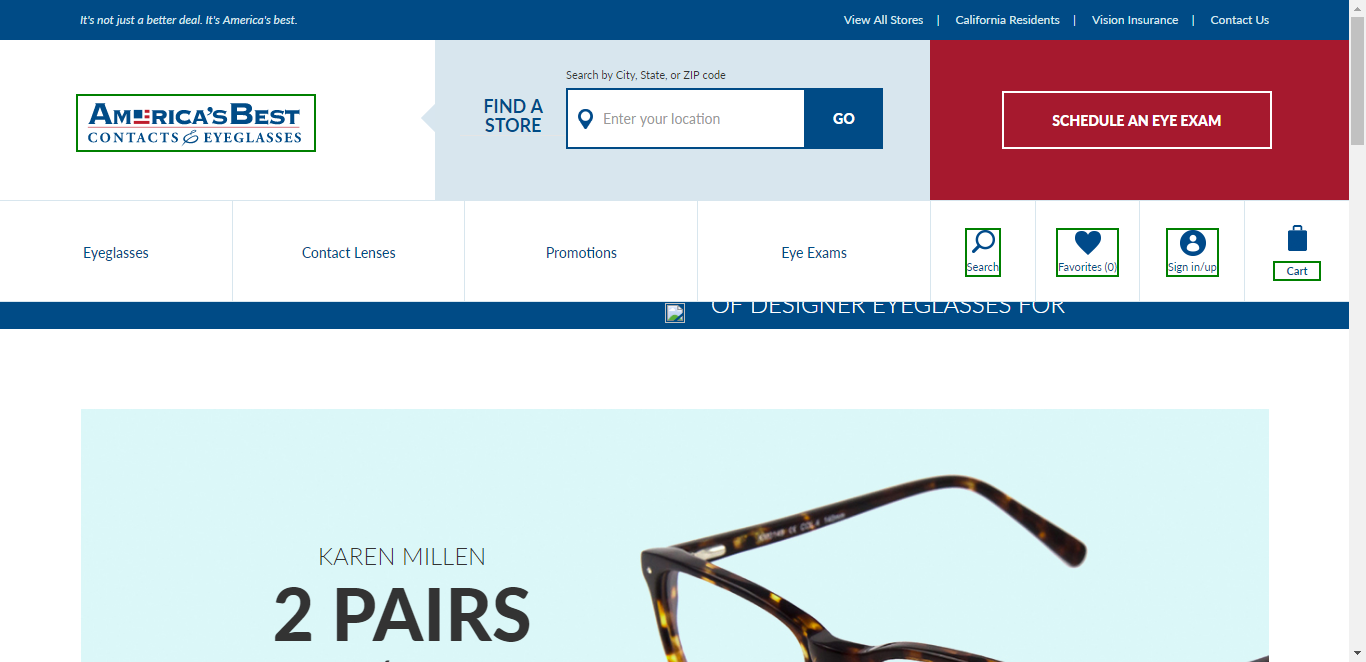 It's not just a better deal. It's America's best.
View All Stores | California Residents | Vision Insurance | Contact Us
AMERICA'S BEST
CONTACTS & EYEGLASSES
FIND A
STORE
Search by City, State, or ZIP code
Enter your location
GO
SCHEDULE AN EYE EXAM
Eyeglasses
Contact Lenses
Promotions
Eye Exams
Search
Favorites (0)
Sign in/up
Cart
OF DESIGNER EYEGLASSES FOR
KAREN MILLEN
2 PAIRS